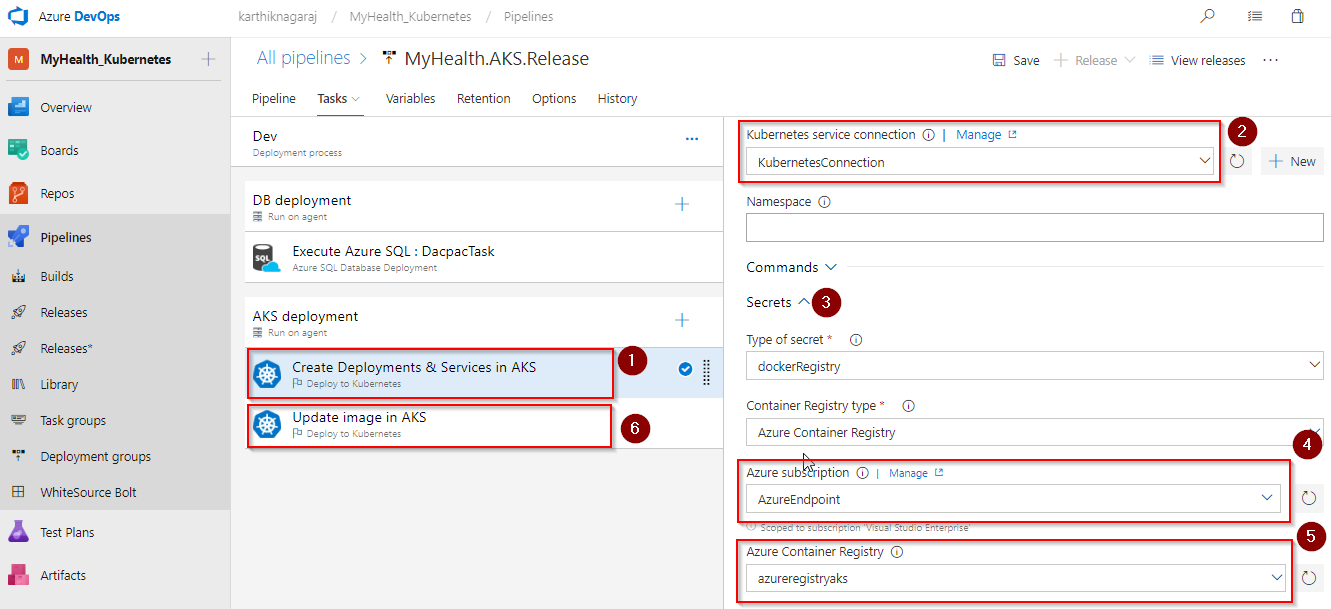 Azure DevOps
karthiknagaraj / MyHealth_Kubernetes / Pipelines
M MyHealth_Kubernetes
Overview
Boards
Repos
Pipelines
Builds
Releases
Releases*
Library
Task groups
Deployment groups
WhiteSource Bolt
Test Plans
Artifacts
All pipelines > MyHealth.AKS.Release
Save
Release
View releases
Pipeline Tasks Variables Retention Options History
Dev
Deployment process
DB deployment
Run on agent
SQL
Execute Azure SQL : DacpacTask
Azure SQL Database Deployment
AKS deployment
Run on agent
Create Deployments & Services in AKS
Deploy to Kubernetes
1
Update image in AKS
Deploy to Kubernetes
6
Kubernetes service connection | Manage
2
KubernetesConnection
New
Namespace
Commands
Secrets
3
Type of secret *
dockerRegistry
Container Registry type *
Azure Container Registry
4
Azure subscription | Manage
AzureEndpoint
Scoped to subscription 'Visual Studio Enterprise'
5
Azure Container Registry
azureregistryaks